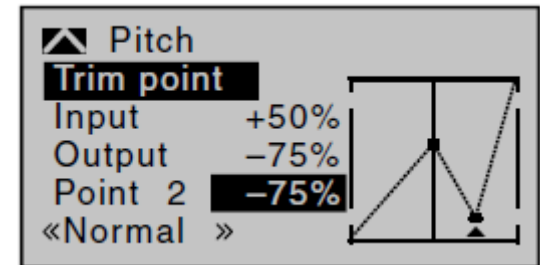 Pitch
Trim point
Input +50%
Output –75%
Point 2 –75%
«Normal »